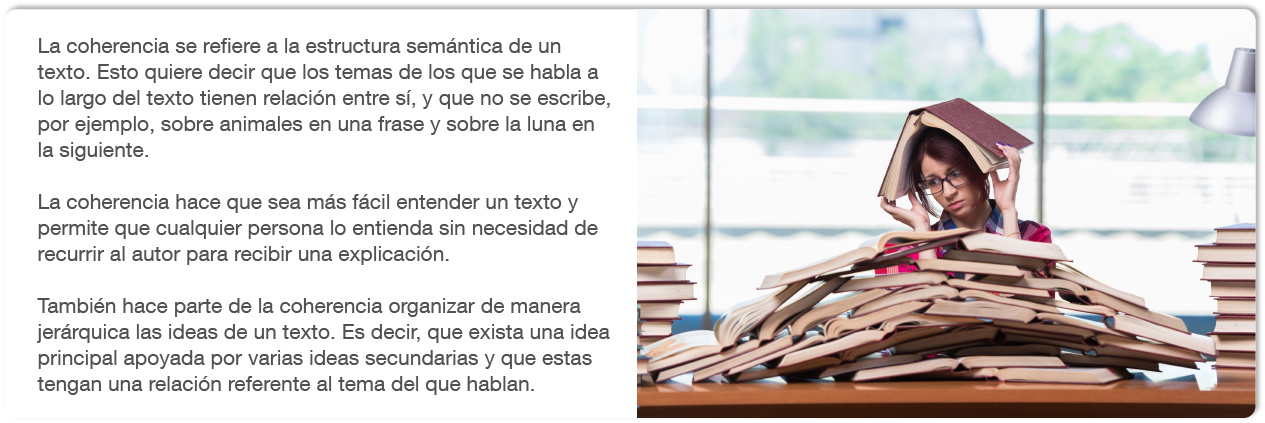 La coherencia se refiere a la estructura semántica de un
texto. Esto quiere decir que los temas de los que se habla a
lo largo del texto tienen relación entre sí, y que no se escribe,
por ejemplo, sobre animales en una frase y sobre la luna en
la siguiente.
La coherencia hace que sea más fácil entender un texto y
permite que cualquier persona lo entienda sin necesidad de
recurrir al autor para recibir una explicación.
También hace parte de la coherencia organizar de manera
jerárquica las ideas de un texto. Es decir, que exista una idea
principal apoyada por varias ideas secundarias y que estas
tengan una relación referente al tema del que hablan.